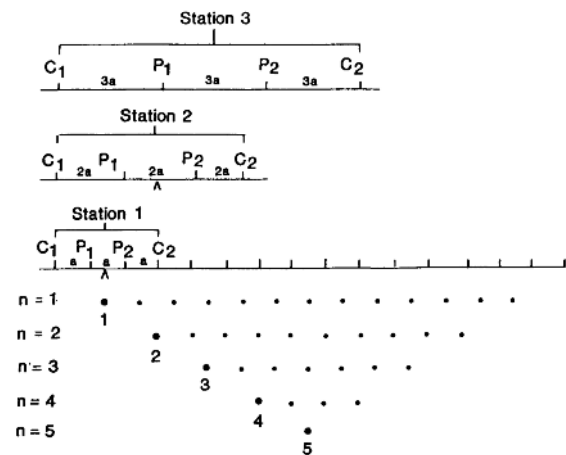 Station 3
C1 P1 P2 C2
3a 3a 3a
Station 2
C1 P1 P2 C2
2a 2a 2a
Station 1
C1 P1 P2 C2
a a a
n = 1
1
n = 2
2
n = 3
3
n = 4
4
n = 5
5